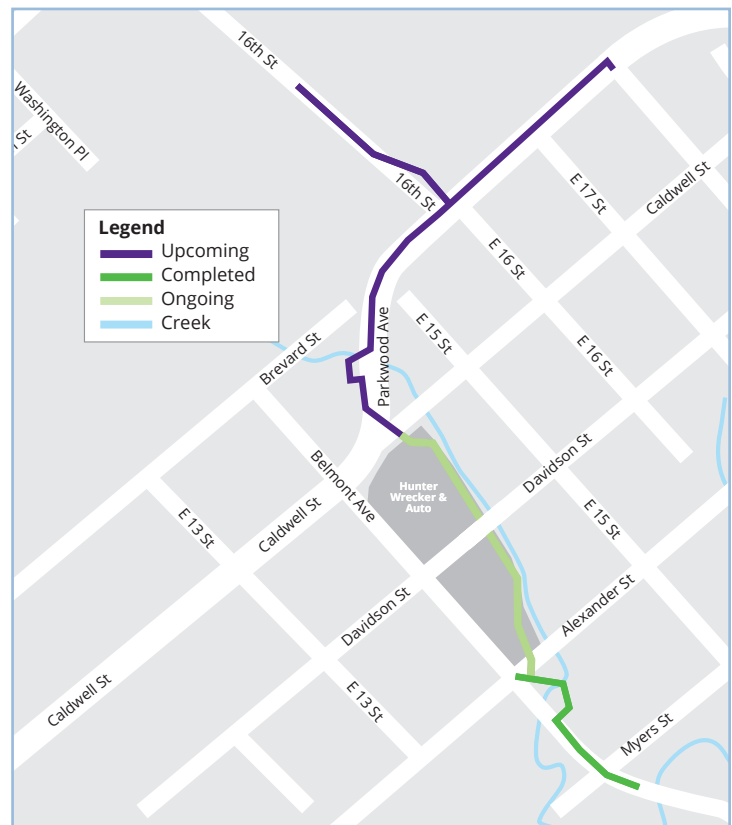 16th St
Washington Pl
St
16th St
Caldwell St
E 17 St
Legend
Upcoming
Completed
Ongoing
Creek
E 16 St
Parkwood Ave
E 15 St
Brevard St
E 16 St
Davidson St
Belmont Ave
Hunter
Wrecker &
Auto
Caldwell St
E 13 St
E 15 St
Davidson St
Alexander St
Caldwell St
E 13 St
Myers St